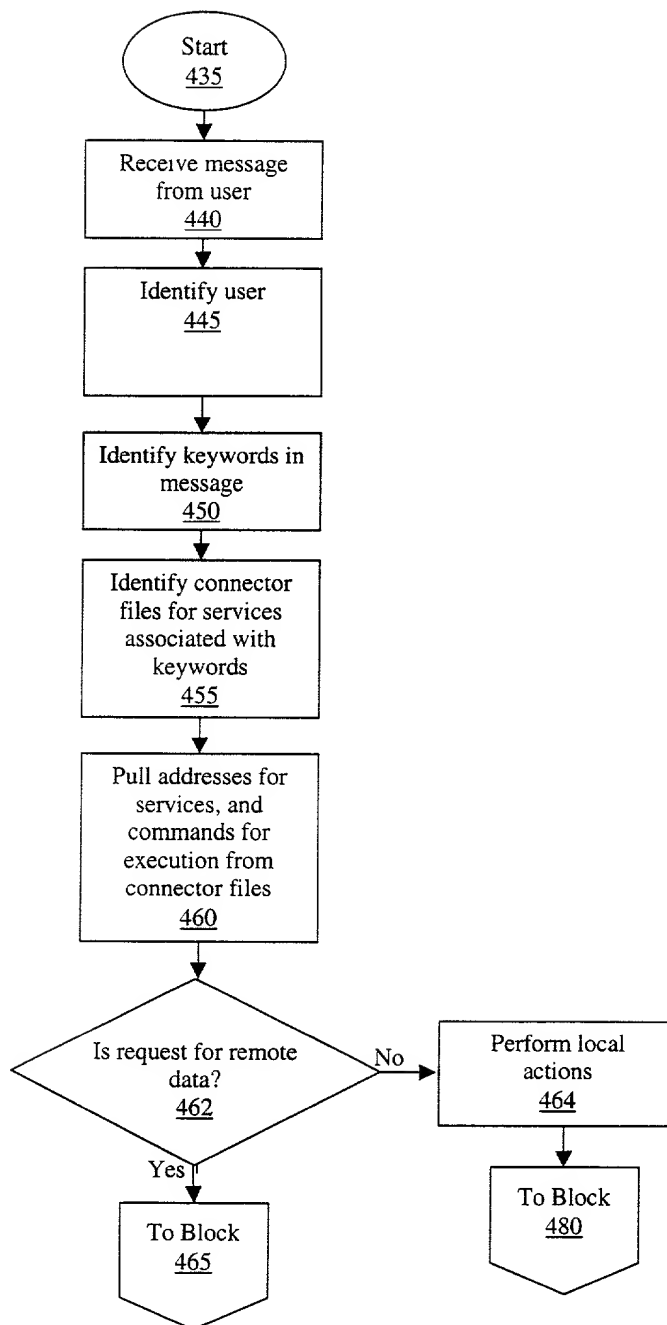 Start
435
Receive message
from user
440
Identify user
445
Identify keywords in
message
450
Identify connector
files for services
associated with
keywords
455
Pull addresses for
services, and
commands for
execution from
connector files
460
Is request for remote
data?
462
No
Perform local
actions
464
Yes
To Block
465
To Block
480